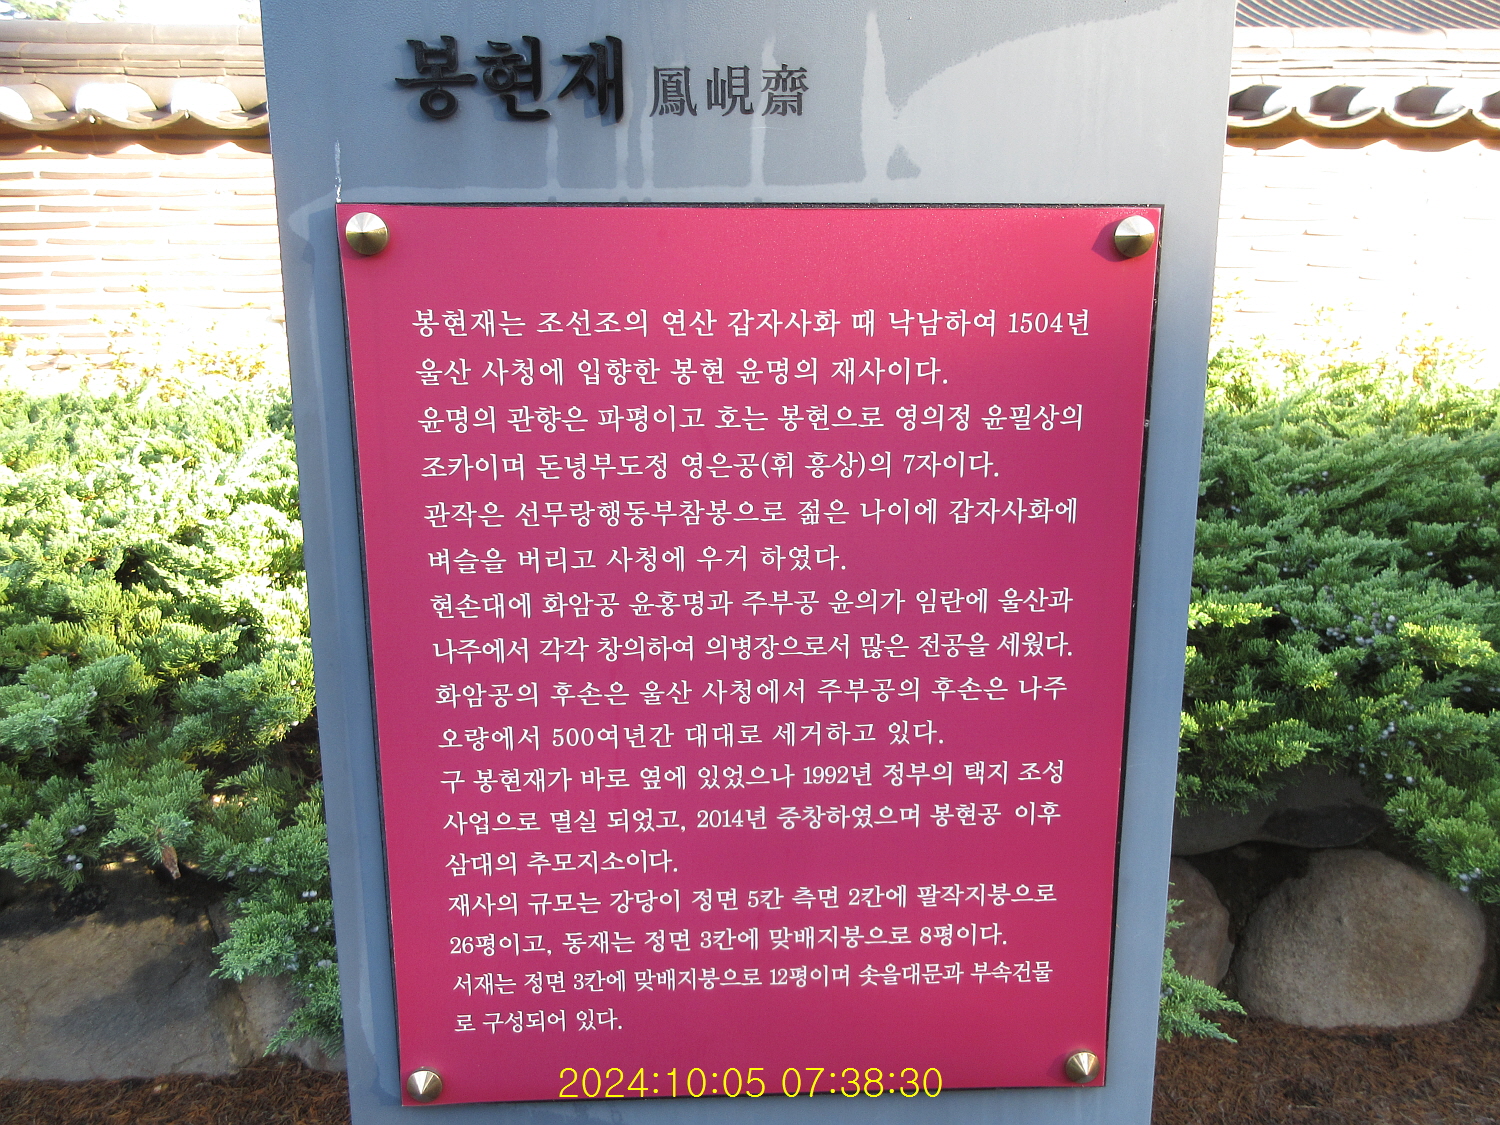 봉현재 鳳峴齋
봉현재는 조선조의 연산 갑자사화 때 낙남하여 1504년
울산 사청에 입향한 봉현 윤명의 재사이다.
윤명의 관향은 파평이고 호는 봉현으로 영의정 윤필상의
조카이며 돈녕부도정 영은공(휘 흥상)의 7자이다.
관작은 선무랑행동부참봉으로 젊은 나이에 갑자사화에
벼슬을 버리고 사청에 우거 하였다.
현손대에 화암공 윤홍명과 주부공 윤의가 임란에 울산과
나주에서 각각 창의하여 의병장으로서 많은 전공을 세웠다.
화암공의 후손은 울산 사청에서 주부공의 후손은 나주
오량에서 500여년간 대대로 세거하고 있다.
구 봉현재가 바로 옆에 있었으나 1992년 정부의 택지 조성
사업으로 멸실 되었고, 2014년 중창하였으며 봉현공 이후
삼대의 추모지소이다.
재사의 규모는 강당이 정면 5칸 측면 2칸에 팔작지붕으로
26평이고, 동재는 정면 3칸에 맞배지붕으로 8평이다.
서재는 정면 3칸에 맞배지붕으로 12평이며 솟을대문과 부속건물
로 구성되어 있다.
2024:10:05 07:38:30